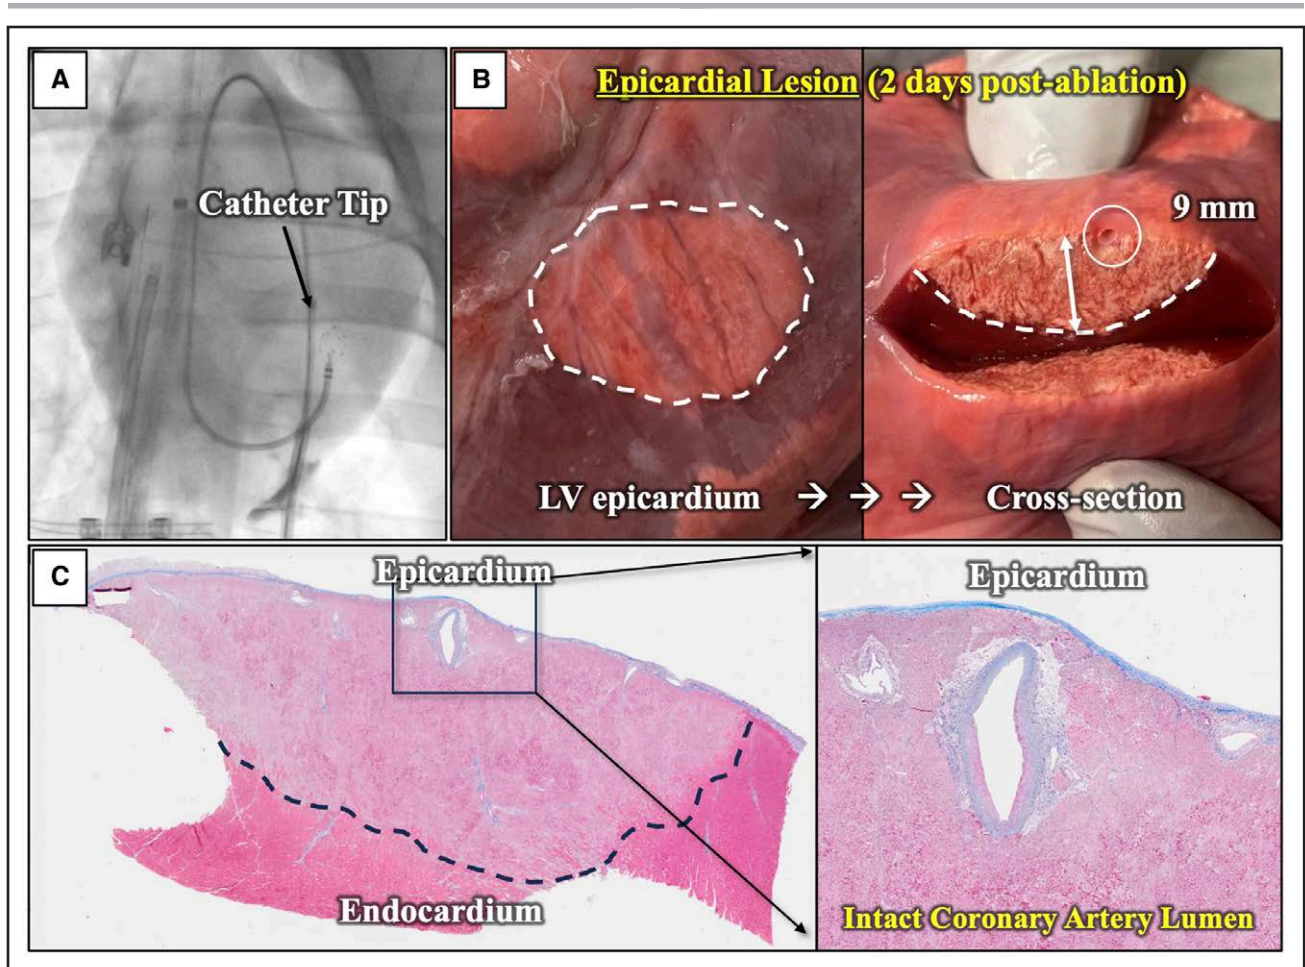 A
Catheter Tip
B
Epicardial Lesion (2 days post-ablation)
9 mm
LV epicardium → → → Cross-section
C
Epicardium
Endocardium
Epicardium
Intact Coronary Artery Lumen